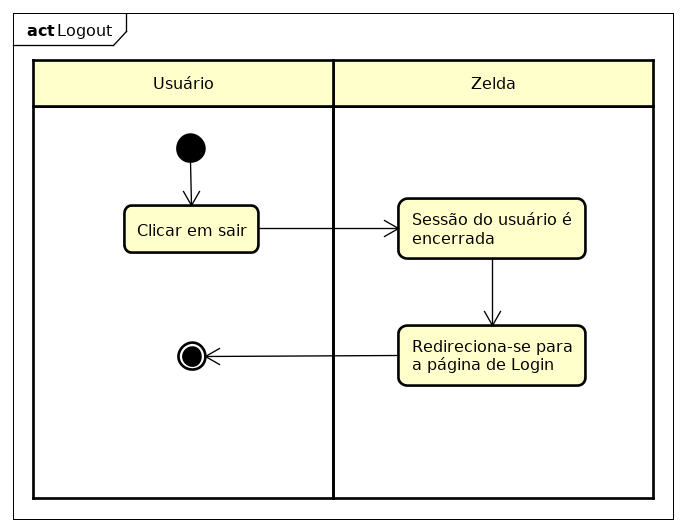 act Logout
Usuário
Zelda
Clicar em sair
Sessão do usuário é
encerrada
Redireciona-se para
a página de Login